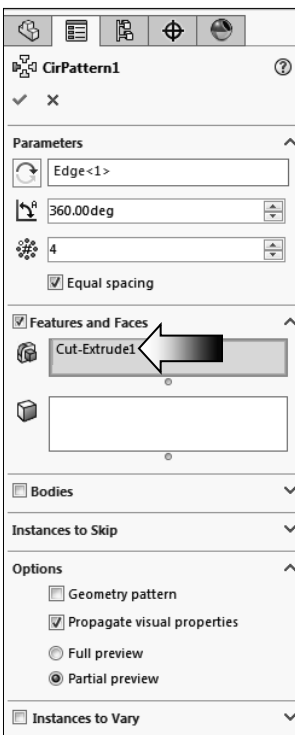 CirPattern1
Parameters
Edge<1>
360.00deg
4
Equal spacing
Features and Faces
Cut-Extrude1
Bodies
Instances to Skip
Options
Geometry pattern
Propagate visual properties
Full preview
Partial preview
Instances to Vary